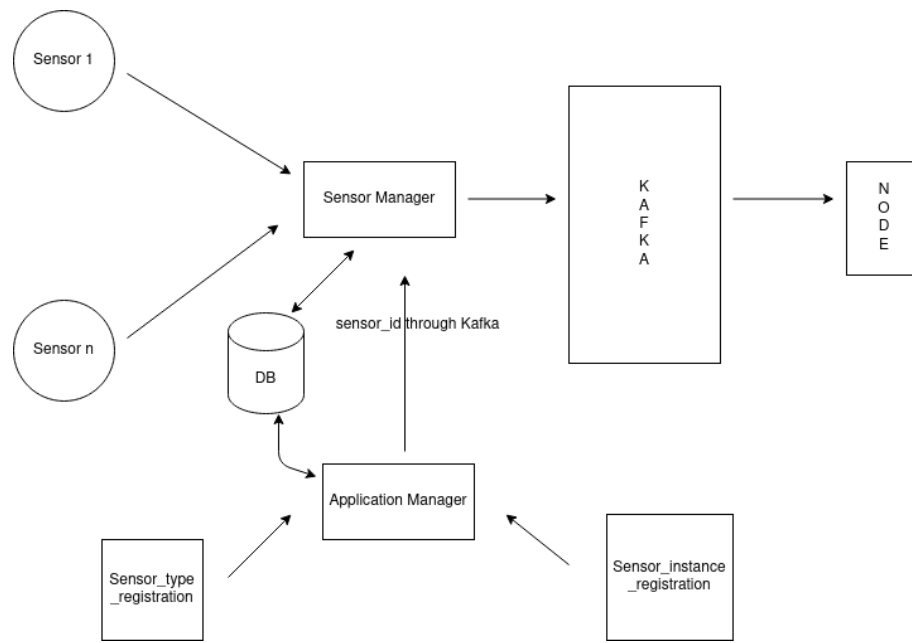 Sensor 1
Sensor Manager
K
A
F
K
A
N
O
D
E
sensor_id through Kafka
Sensor n
DB
Application Manager
Sensor_type
_registration
Sensor_instance
_registration